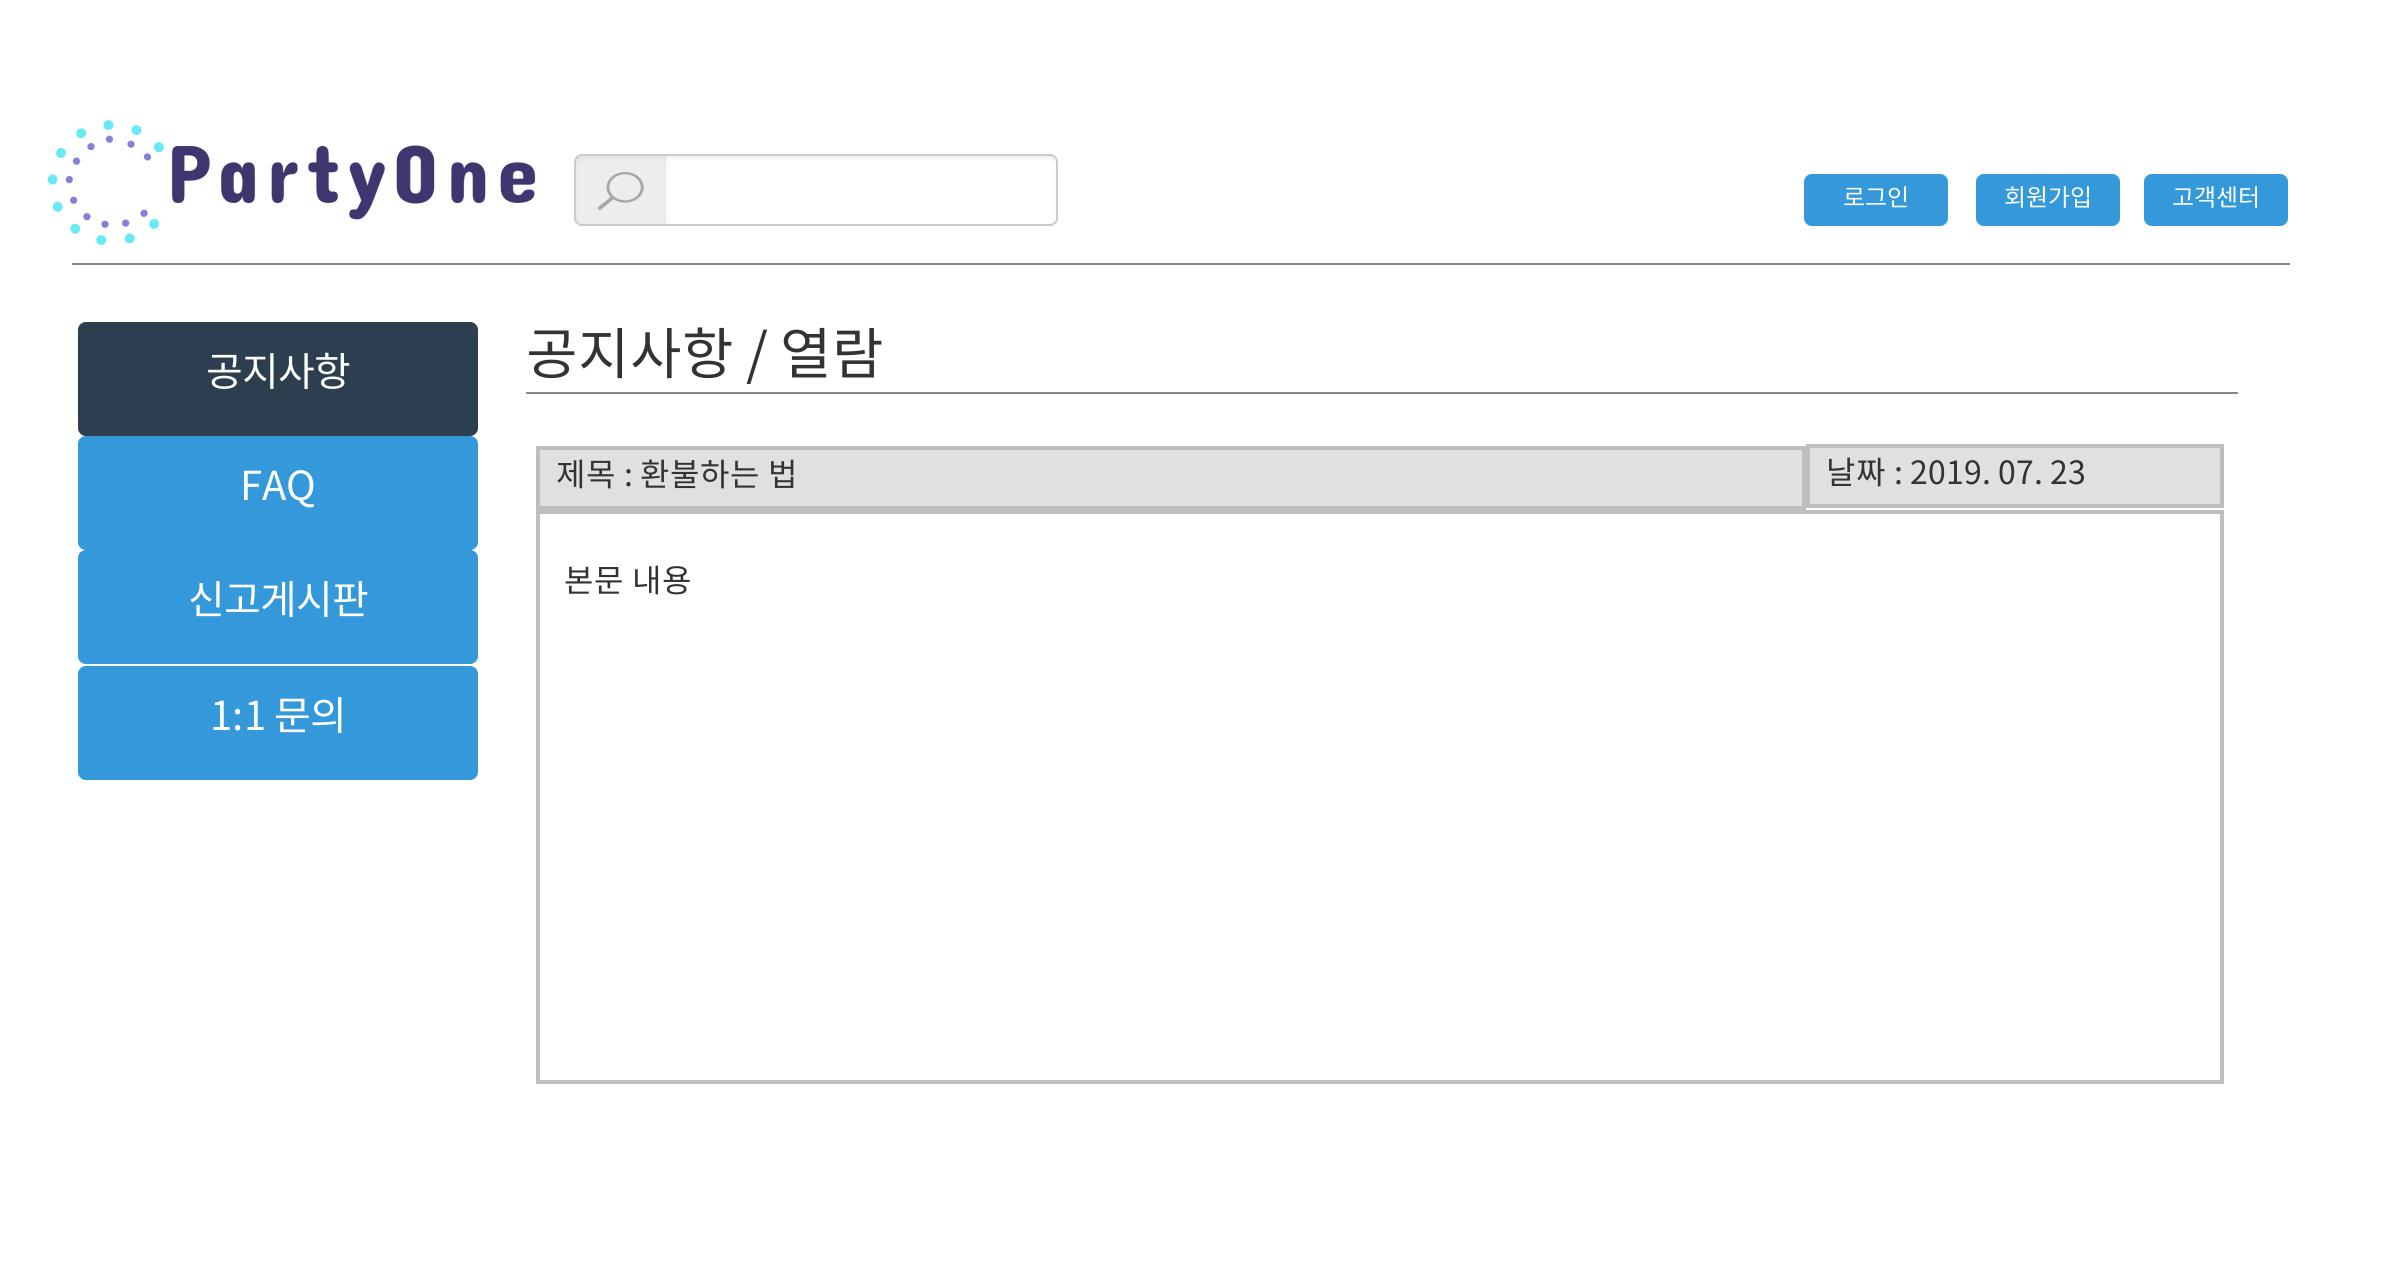 PartyOne
로그인
회원가입
고객센터
공지사항
FAQ
신고게시판
1:1 문의
공지사항 / 열람
제목 : 환불하는 법
날짜 : 2019. 07. 23
본문 내용